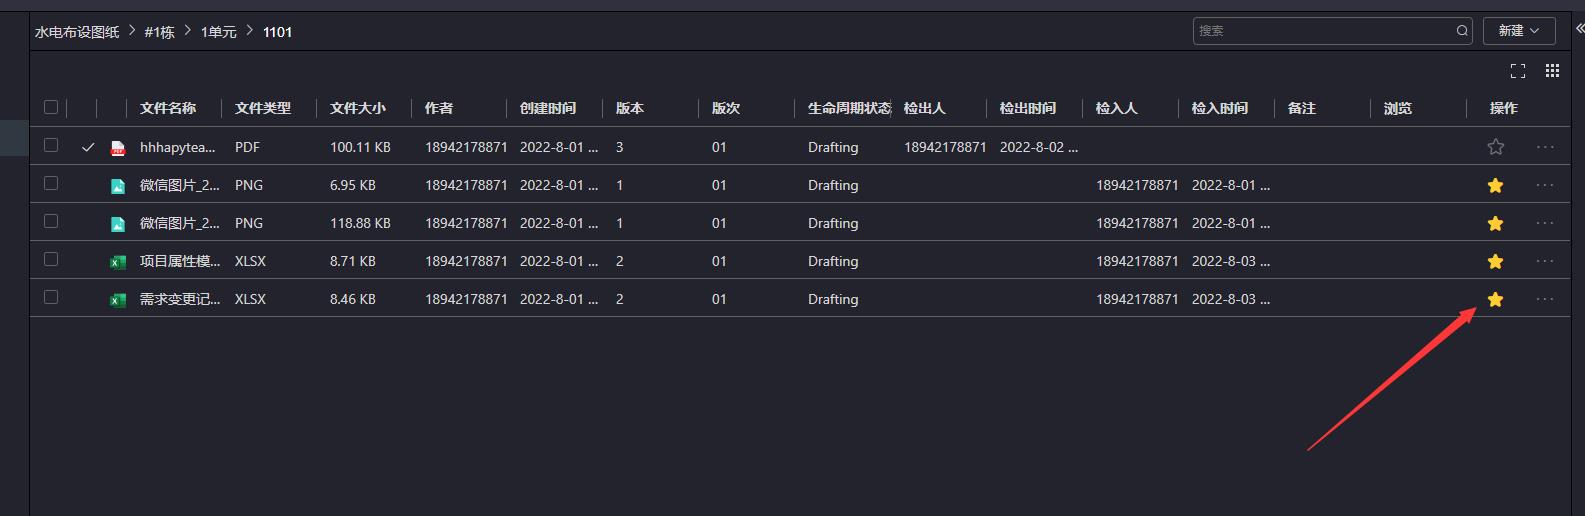 水电布设图纸 > #1栋 > 1单元 > 1101
搜索
新建
文件名称 文件类型 文件大小 作者 创建时间 版本 版次 生命周期状态 检出人 检出时间 检入人 检入时间 备注 浏览 操作
hhhapytea... PDF 100.11 KB 18942178871 2022-8-01 ... 3 01 Drafting 18942178871 2022-8-02 ...
微信图片_2... PNG 6.95 KB 18942178871 2022-8-01 ... 1 01 Drafting 18942178871 2022-8-01 ...
微信图片_2... PNG 118.88 KB 18942178871 2022-8-01 ... 1 01 Drafting 18942178871 2022-8-01 ...
项目属性模... XLSX 8.71 KB 18942178871 2022-8-01 ... 2 01 Drafting 18942178871 2022-8-03 ...
需求变更记... XLSX 8.46 KB 18942178871 2022-8-01 ... 2 01 Drafting 18942178871 2022-8-03 ...